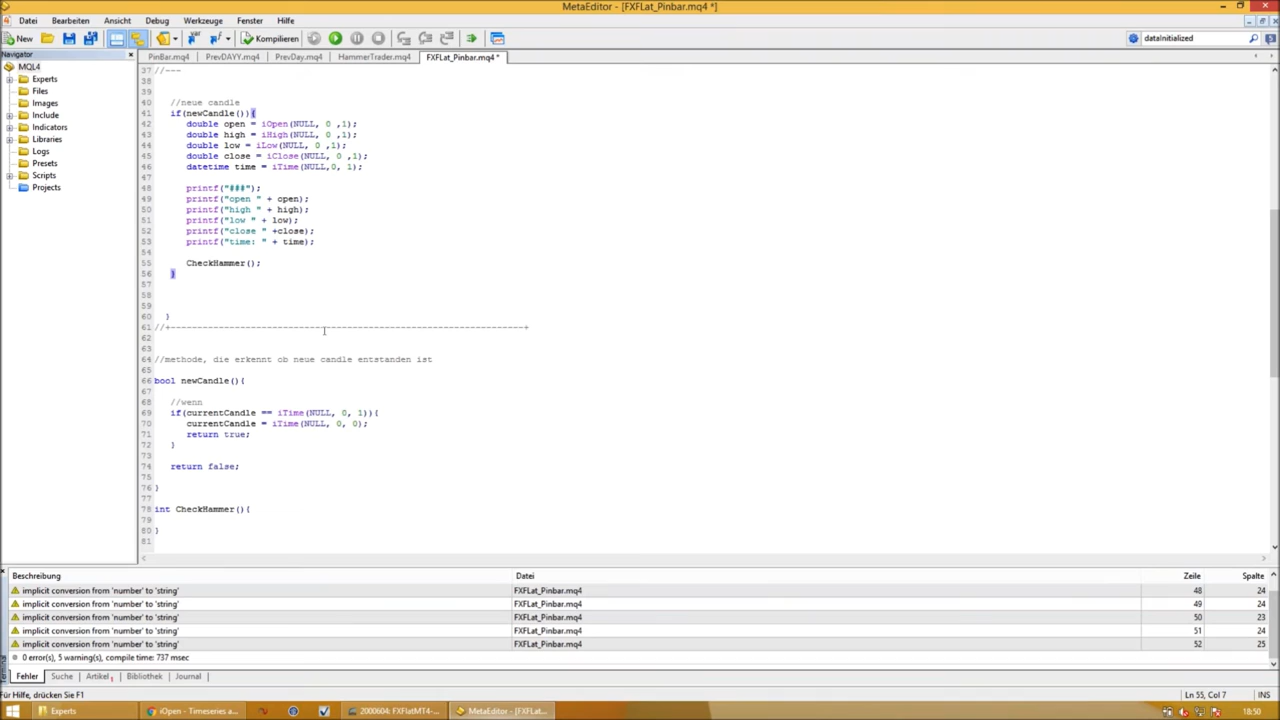 MetaEditor - [FXFLat_Pinbar.mq4 *]
Datei Bearbeiten Ansicht Debug Werkzeuge Fenster Hilfe
New Kompilieren dataInitialized
Navigator PinBar.mq4 PrevDAYY.mq4 PrevDay.mq4 HammerTrader.mq4 FXFLat_Pinbar.mq4 *
MQL4
Experts
Files
Images
Include
Indicators
Libraries
Logs
Presets
Scripts
Projects
37 //---
38
39
40 //neue candle
41 if(newCandle()){
42 double open = iOpen(NULL, 0 ,1);
43 double high = iHigh(NULL, 0 ,1);
44 double low = iLow(NULL, 0 ,1);
45 double close = iClose(NULL, 0 ,1);
46 datetime time = iTime(NULL,0, 1);
47
48 printf("###");
49 printf("open " + open);
50 printf("high " + high);
51 printf("low " + low);
52 printf("close " +close);
53 printf("time: " + time);
54
55 CheckHammer();
56 }
57
58
59
60 }
61 //+------------------------------------------------------------------+
62
63
64 //methode, die erkennt ob neue candle entstanden ist
65
66 bool newCandle(){
67
68 //wenn
69 if(currentCandle == iTime(NULL, 0, 1)){
70 currentCandle = iTime(NULL, 0, 0);
71 return true;
72 }
73
74 return false;
75
76 }
77
78 int CheckHammer(){
79
80 }
81
Beschreibung Datei Zeile Spalte
implicit conversion from 'number' to 'string' FXFLat_Pinbar.mq4 48 24
implicit conversion from 'number' to 'string' FXFLat_Pinbar.mq4 49 24
implicit conversion from 'number' to 'string' FXFLat_Pinbar.mq4 50 23
implicit conversion from 'number' to 'string' FXFLat_Pinbar.mq4 51 24
implicit conversion from 'number' to 'string' FXFLat_Pinbar.mq4 52 25
0 error(s), 5 warning(s), compile time: 737 msec
Fehler Suche Artikel Bibliothek Journal
Für Hilfe, drücken Sie F1 Ln 55, Col 7 INS
Experts iOpen - Timeseries a... 2000604: FXFlatMT4-... MetaEditor - [FXFLat... 18:50